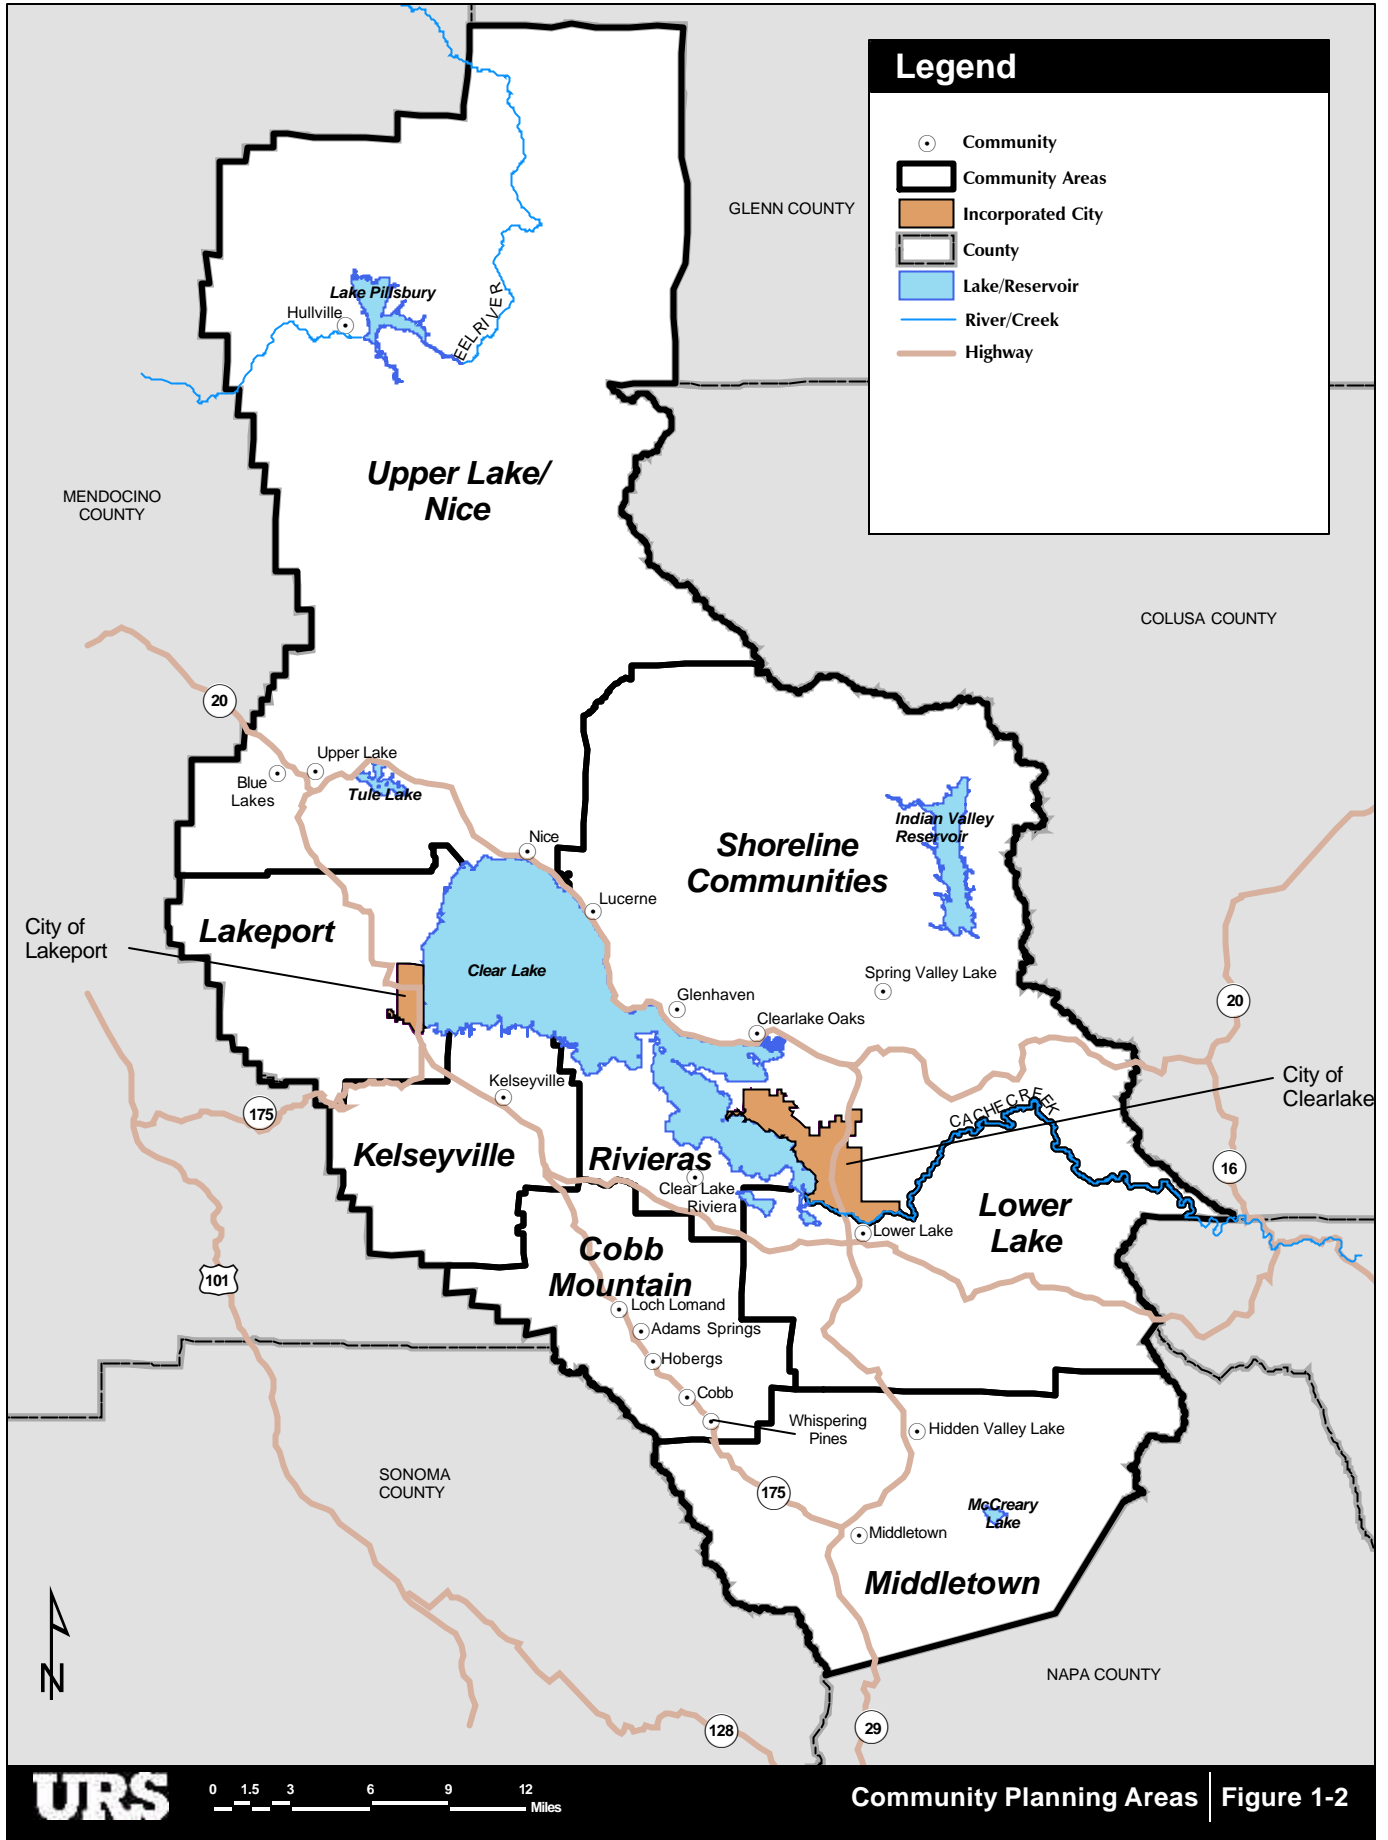 Legend
Community
Community Areas
Incorporated City
County
Lake/Reservoir
River/Creek
Highway
GLENN COUNTY
Lake Pillsbury
Hullville
EELRIVER
Upper Lake/
Nice
MENDOCINO
COUNTY
COLUSA COUNTY
20
Upper Lake
Blue
Lakes
Tule Lake
Indian Valley
Reservoir
Nice
Shoreline
Communities
Lucerne
City of
Lakeport
Lakeport
Clear Lake
Spring Valley Lake
Glenhaven
20
Clearlake Oaks
Kelseyville
City of
Clearlake
175
CACHECREEK
Kelseyville
Rivieras
16
Clear Lake
Riviera
Lower
Lake
Lower Lake
Cobb
Mountain
101
Loch Lomand
Adams Springs
Hobergs
Cobb
Whispering
Pines
Hidden Valley Lake
SONOMA
COUNTY
175
McCreary
Lake
Middletown
Middletown
N
NAPA COUNTY
128
29
URS
0 1.5 3 6 9 12
Miles
Community Planning Areas
Figure 1-2